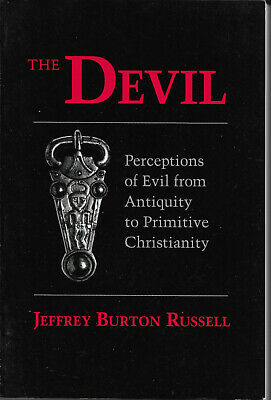 THE DEVIL
Perceptions
of Evil from
Antiquity
to Primitive
Christianity
JEFFREY BURTON RUSSELL